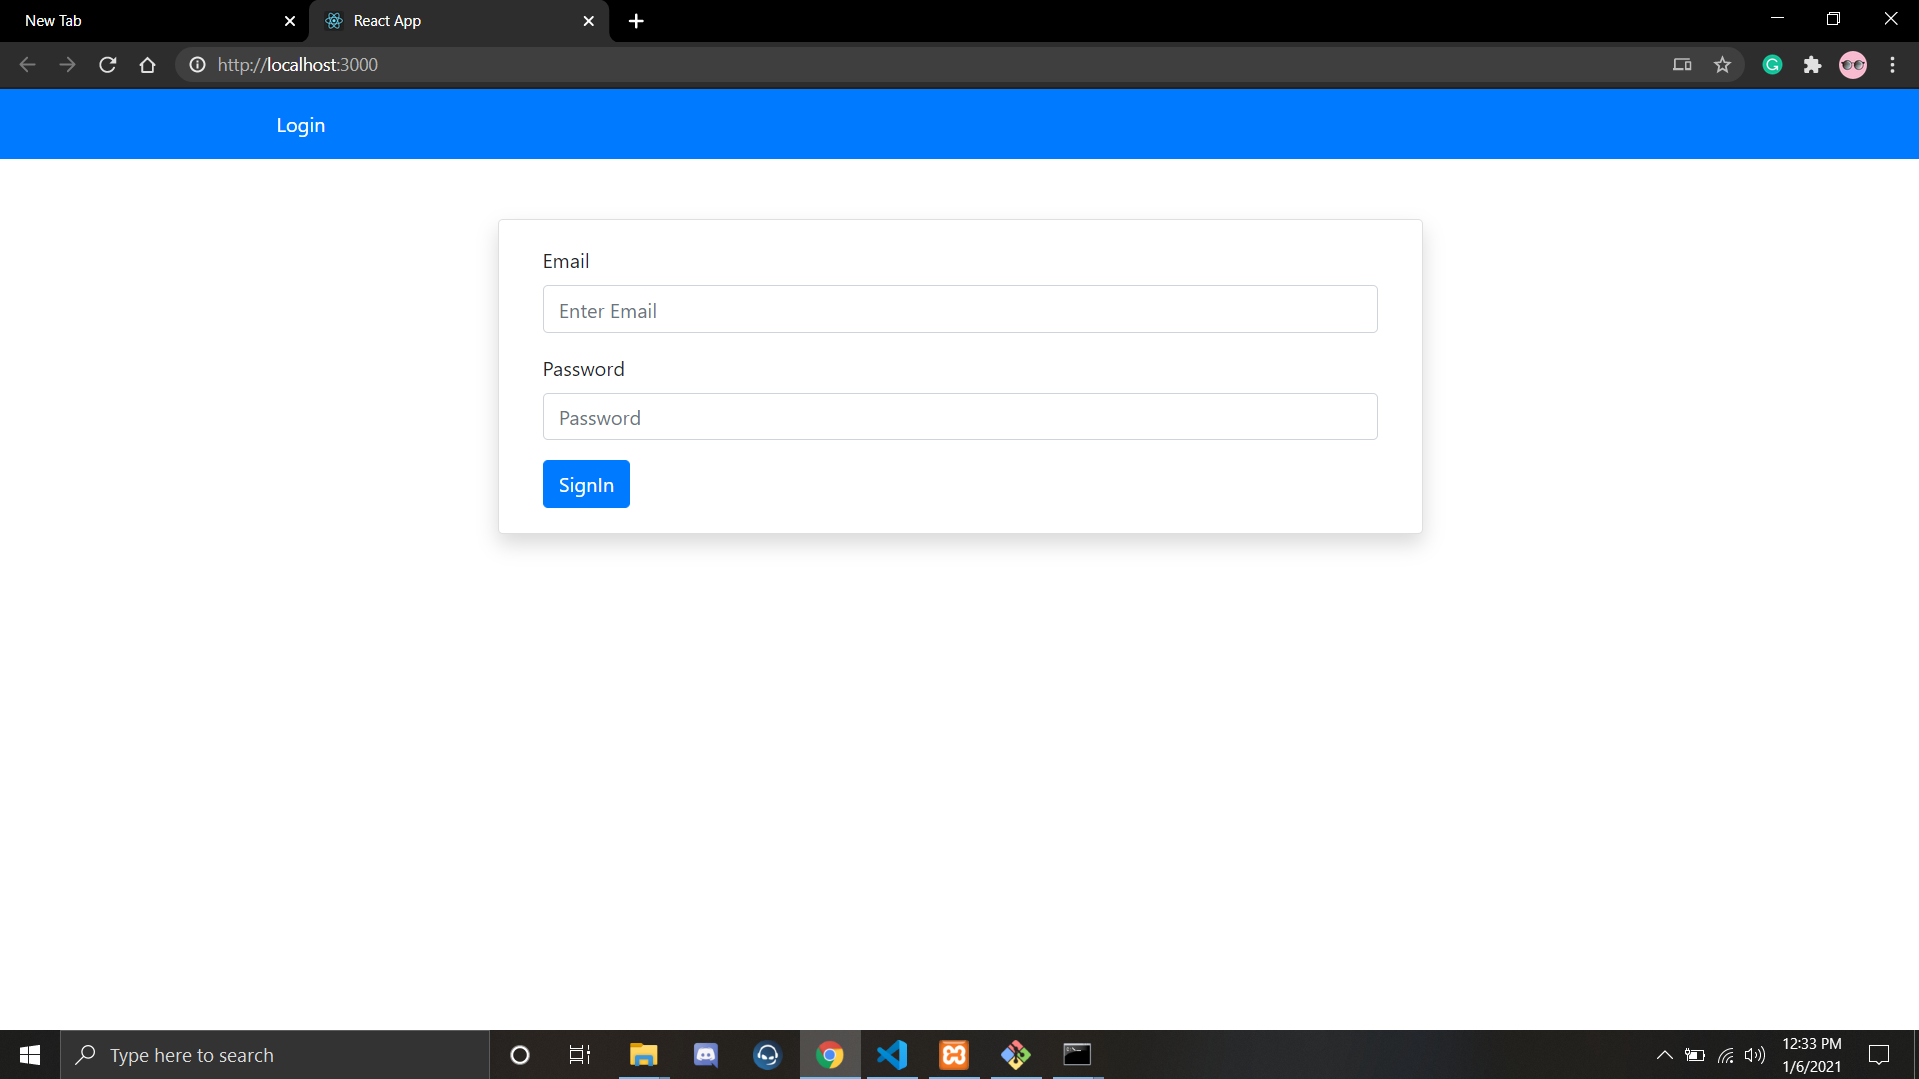 New Tab
React App
http://localhost:3000
Login
Email
Enter Email
Password
Password
SignIn
Type here to search
12:33 PM
1/6/2021